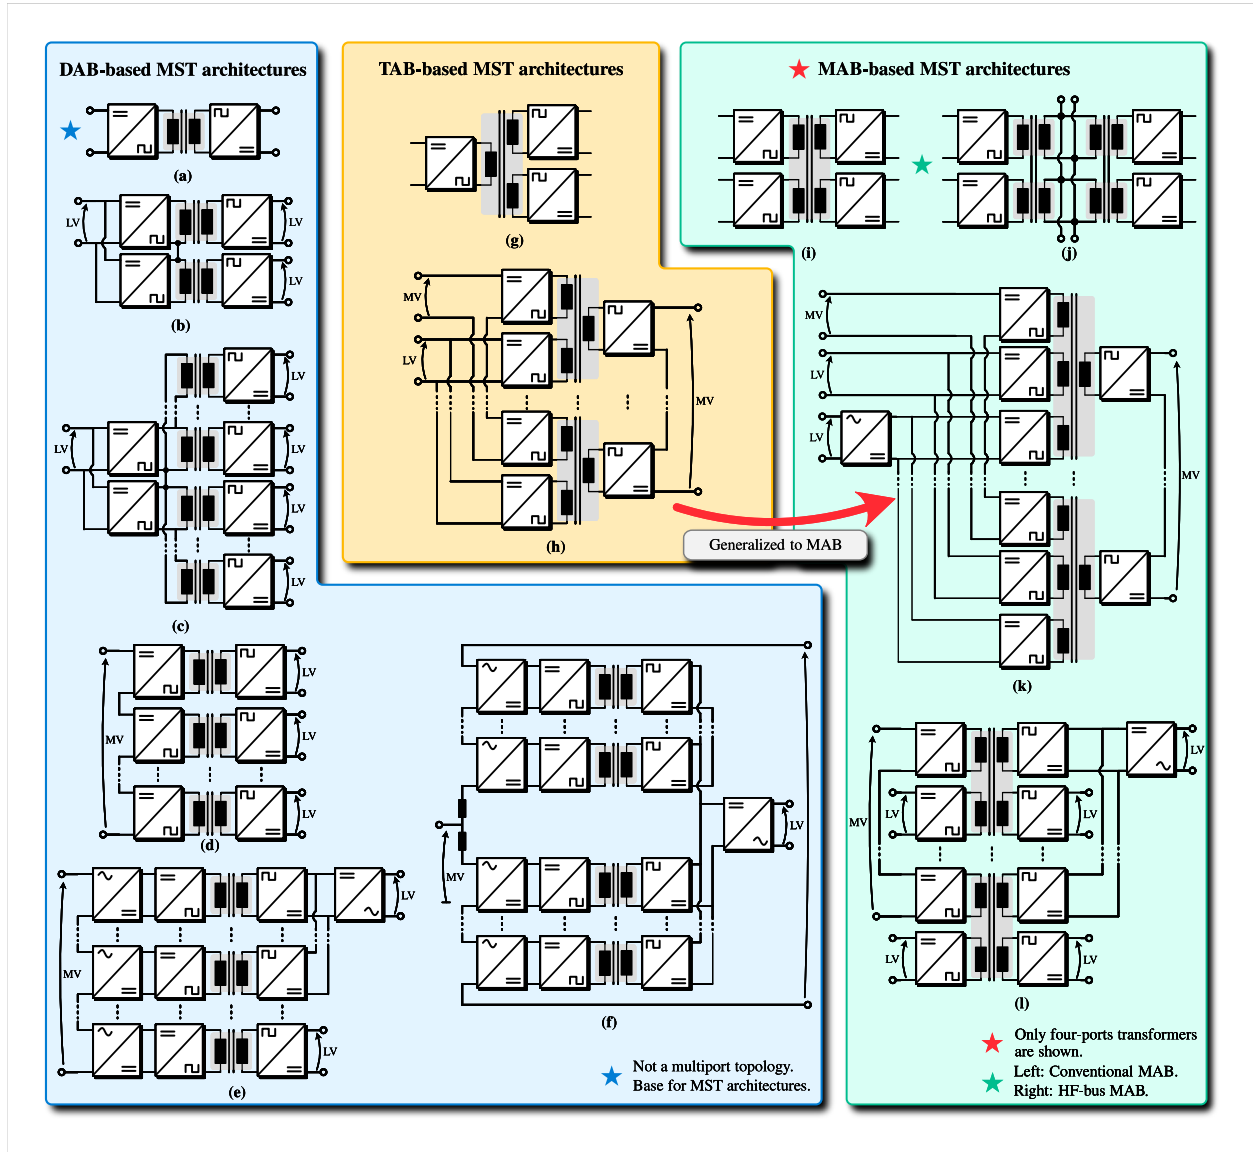 DAB-based MST architectures
TAB-based MST architectures
MAB-based MST architectures
(a)
LV
LV
LV
(b)
LV
LV
LV
LV
LV
(c)
MV
LV
LV
LV
(d)
MV
LV
LV
(e)
MV
LV
(f)
Not a multiport topology.
Base for MST architectures.
(g)
MV
LV
MV
(h)
Generalized to MAB
(i)
(j)
MV
LV
LV
MV
(k)
MV
LV
LV
LV
LV
LV
(l)
Only four-ports transformers
are shown.
Left: Conventional MAB.
Right: HF-bus MAB.